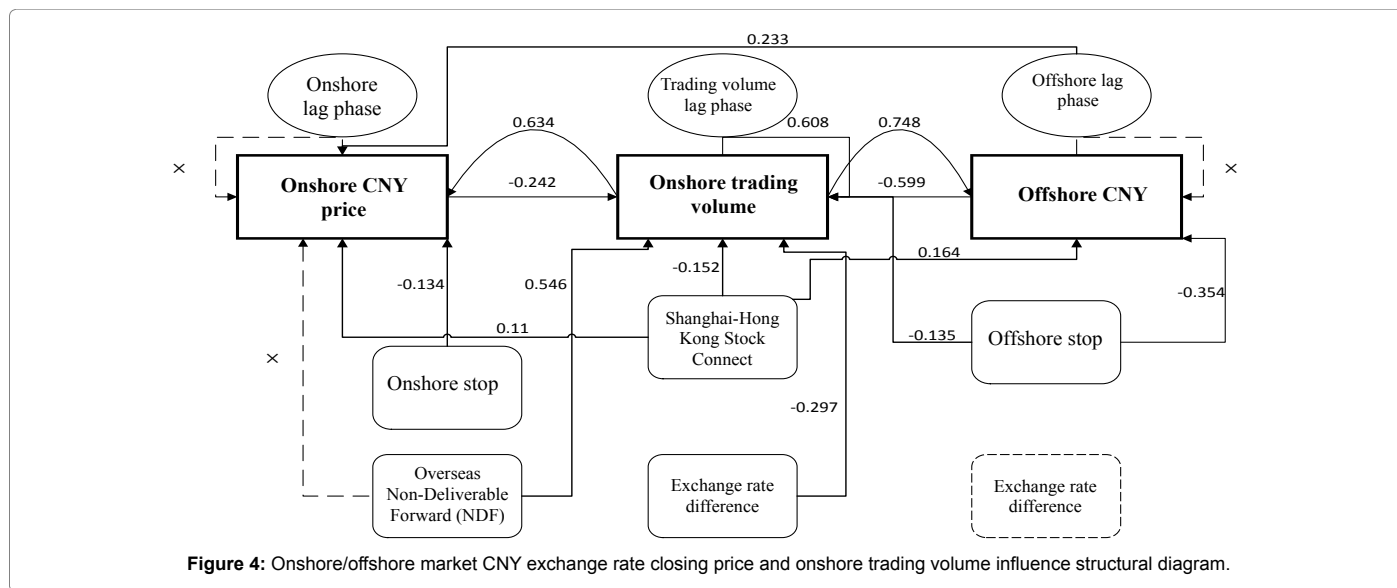 0.233
Onshore
lag phase
Trading volume
lag phase
Offshore lag
phase
0.634
0.608
0.748
X
X
Onshore CNY
price
-0.242
Onshore trading
volume
-0.599
Offshore CNY
-0.134
0.546
-0.152
0.164
-0.354
Shanghai-Hong
Kong Stock
Connect
0.11
-0.135
Offshore stop
X
Onshore stop
-0.297
Overseas
Non-Deliverable
Forward (NDF)
Exchange rate
difference
Exchange rate
difference
Figure 4: Onshore/offshore market CNY exchange rate closing price and onshore trading volume influence structural diagram.